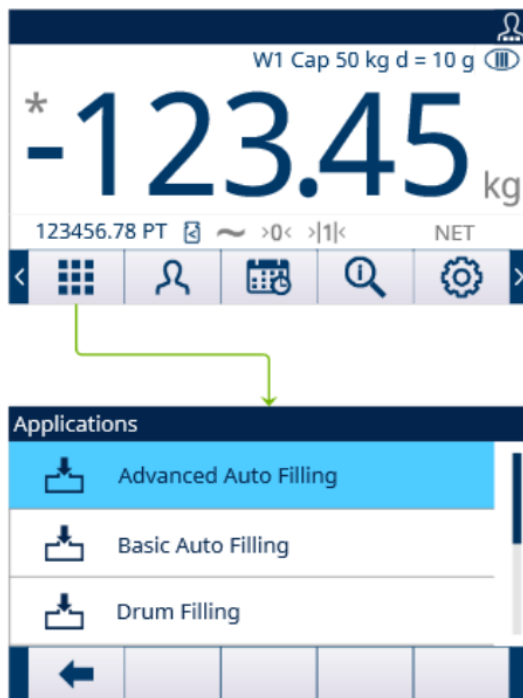 W1 Cap 50 kg d = 10 g
* -123.45 kg
123456.78 PT ~ >0< >|1|< NET
Applications
Advanced Auto Filling
Basic Auto Filling
Drum Filling